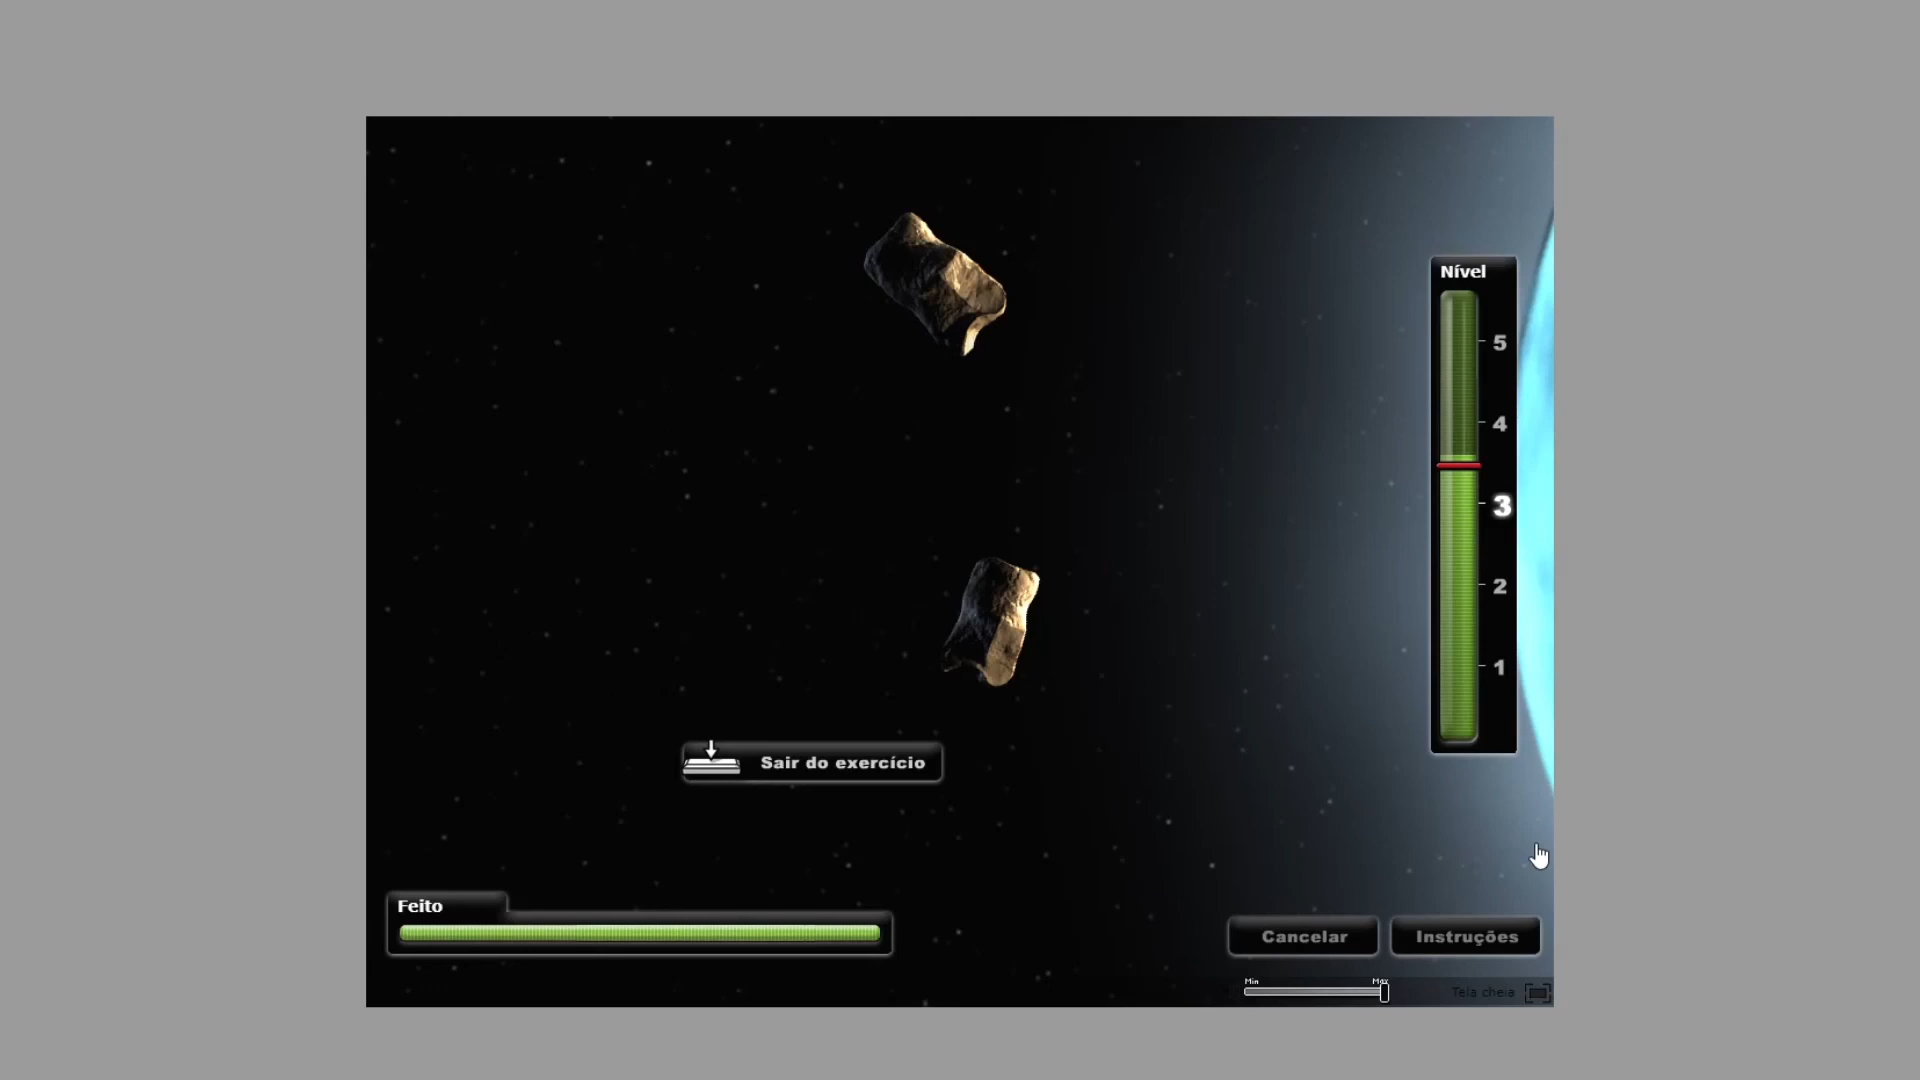 Nível
5
4
3
2
1
Sair do exercício
Feito
Cancelar
Instruções
Min
Max
Tela cheia